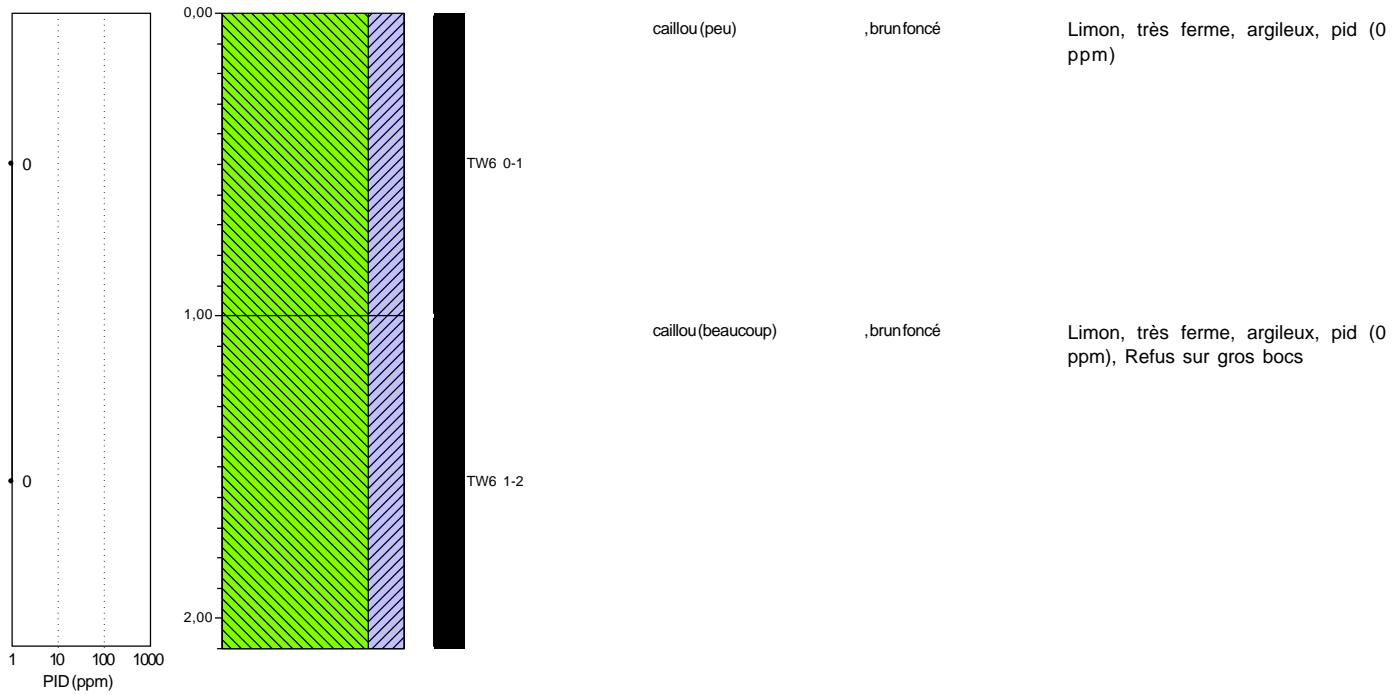 0,00
caillou (peu) , brun foncé Limon, très ferme, argileux, pid (0
ppm)
0 TW6 0-1
1,00
caillou (beaucoup) , brun foncé Limon, très ferme, argileux, pid (0
ppm), Refus sur gros bocs
0 TW6 1-2
2,00
1 10 100 1000
PID (ppm)